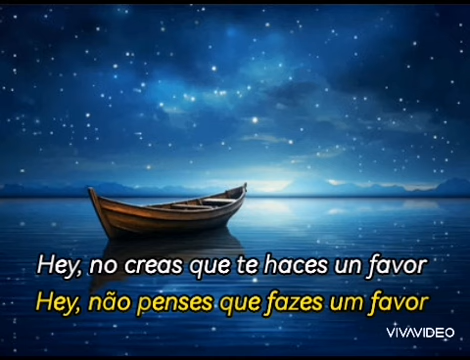 Hey, no creas que te haces un favor
Hey, não penses que fazes um favor
VIVAVIDEO